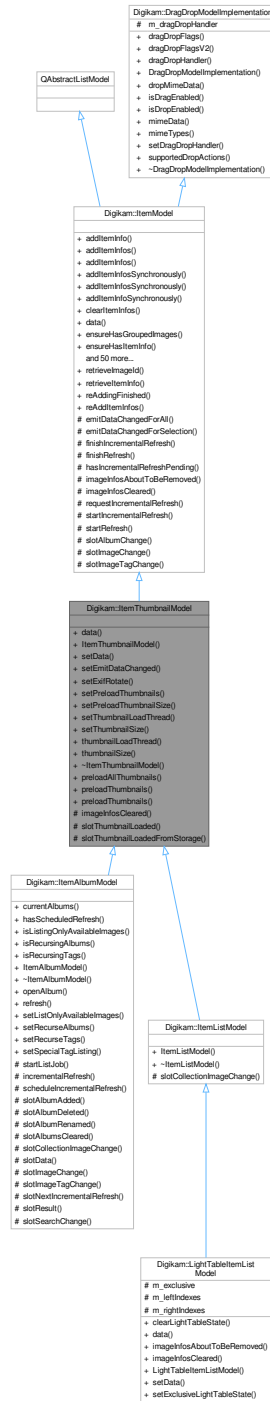 Digikam::DragDropModelImplementation
# m_dragDropHandler
+ dragDropFlags()
+ dragDropFlagsV2()
+ dragDropHandler()
+ DragDropModelImplementation()
+ dropMimeData()
+ isDragEnabled()
+ isDropEnabled()
+ mimeData()
+ mimeTypes()
+ setDragDropHandler()
+ supportedDropActions()
+ ~DragDropModelImplementation()
QAbstractListModel
Digikam::ItemModel
+ addItemInfo()
+ addItemInfos()
+ addItemInfos()
+ addItemInfosSynchronously()
+ addItemInfosSynchronously()
+ addItemInfoSynchronously()
+ clearItemInfos()
+ data()
+ ensureHasGroupedImages()
+ ensureHasItemInfo()
and 50 more...
+ retrieveImageId()
+ retrieveItemInfo()
+ reAddingFinished()
+ reAddItemInfos()
# emitDataChangedForAll()
# emitDataChangedForSelection()
# finishIncrementalRefresh()
# finishRefresh()
# hasIncrementalRefreshPending()
# imageInfosAboutToBeRemoved()
# imageInfosCleared()
# requestIncrementalRefresh()
# startIncrementalRefresh()
# startRefresh()
# slotAlbumChange()
# slotImageChange()
# slotImageTagChange()
Digikam::ItemThumbnailModel
+ data()
+ ItemThumbnailModel()
+ setData()
+ setEmitDataChanged()
+ setExifRotate()
+ setPreloadThumbnails()
+ setPreloadThumbnailSize()
+ setThumbnailLoadThread()
+ setThumbnailSize()
+ thumbnailLoadThread()
+ thumbnailSize()
+ ~ItemThumbnailModel()
+ preloadAllThumbnails()
+ preloadThumbnails()
+ preloadThumbnails()
# imageInfosCleared()
# slotThumbnailLoaded()
# slotThumbnailLoadedFromStorage()
Digikam::ItemAlbumModel
+ currentAlbums()
+ hasScheduledRefresh()
+ isListingOnlyAvailableImages()
+ isRecursingAlbums()
+ isRecursingTags()
+ ItemAlbumModel()
+ ~ItemAlbumModel()
+ openAlbum()
+ refresh()
+ setListOnlyAvailableImages()
+ setRecurseAlbums()
+ setRecurseTags()
+ setSpecialTagListing()
# startListJob()
# incrementalRefresh()
# scheduleIncrementalRefresh()
# slotAlbumAdded()
# slotAlbumDeleted()
# slotAlbumRenamed()
# slotAlbumsCleared()
# slotCollectionImageChange()
# slotData()
# slotImageChange()
# slotImageTagChange()
# slotNextIncrementalRefresh()
# slotResult()
# slotSearchChange()
Digikam::ItemListModel
+ ItemListModel()
+ ~ItemListModel()
# slotCollectionImageChange()
Digikam::LightTableItemList
Model
# m_exclusive
# m_leftIndexes
# m_rightIndexes
+ clearLightTableState()
+ data()
+ imageInfosAboutToBeRemoved()
+ imageInfosCleared()
+ LightTableItemListModel()
+ setData()
+ setExclusiveLightTableState()